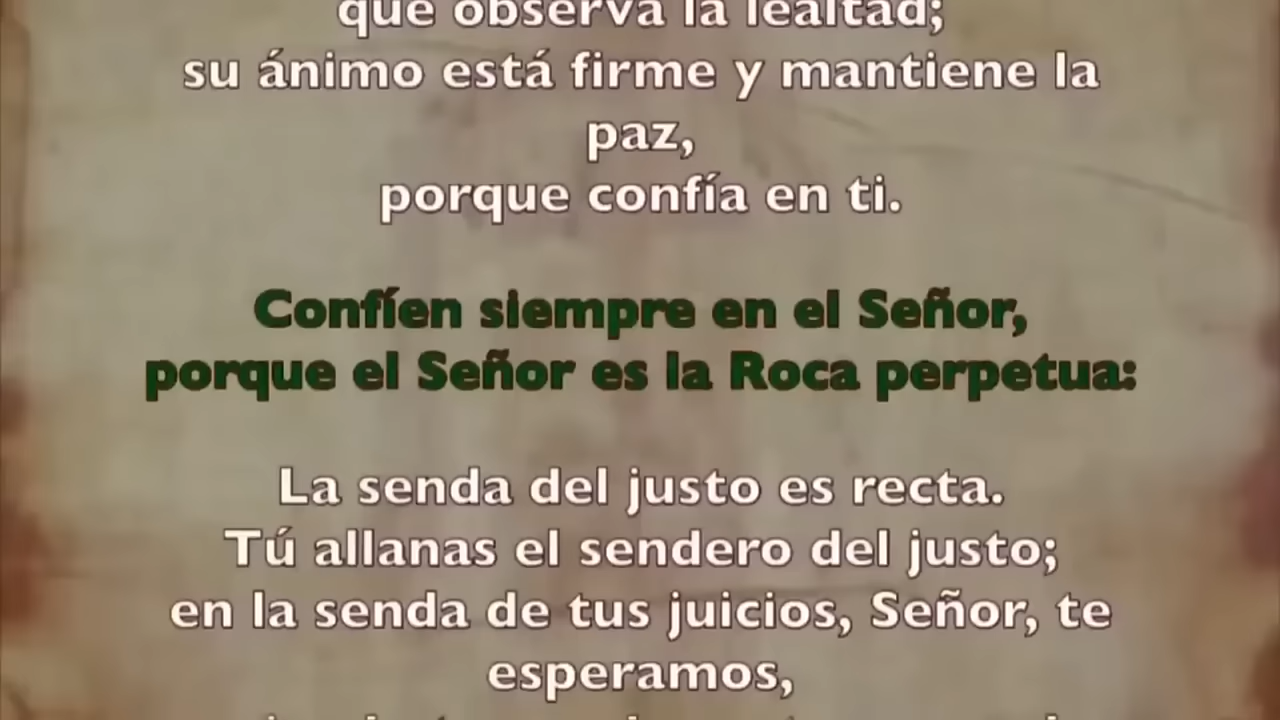 que observa la lealtad;
su ánimo está firme y mantiene la
paz,
porque confía en ti.
Confíen siempre en el Señor,
porque el Señor es la Roca perpetua:
La senda del justo es recta.
Tú allanas el sendero del justo;
en la senda de tus juicios, Señor, te
esperamos,